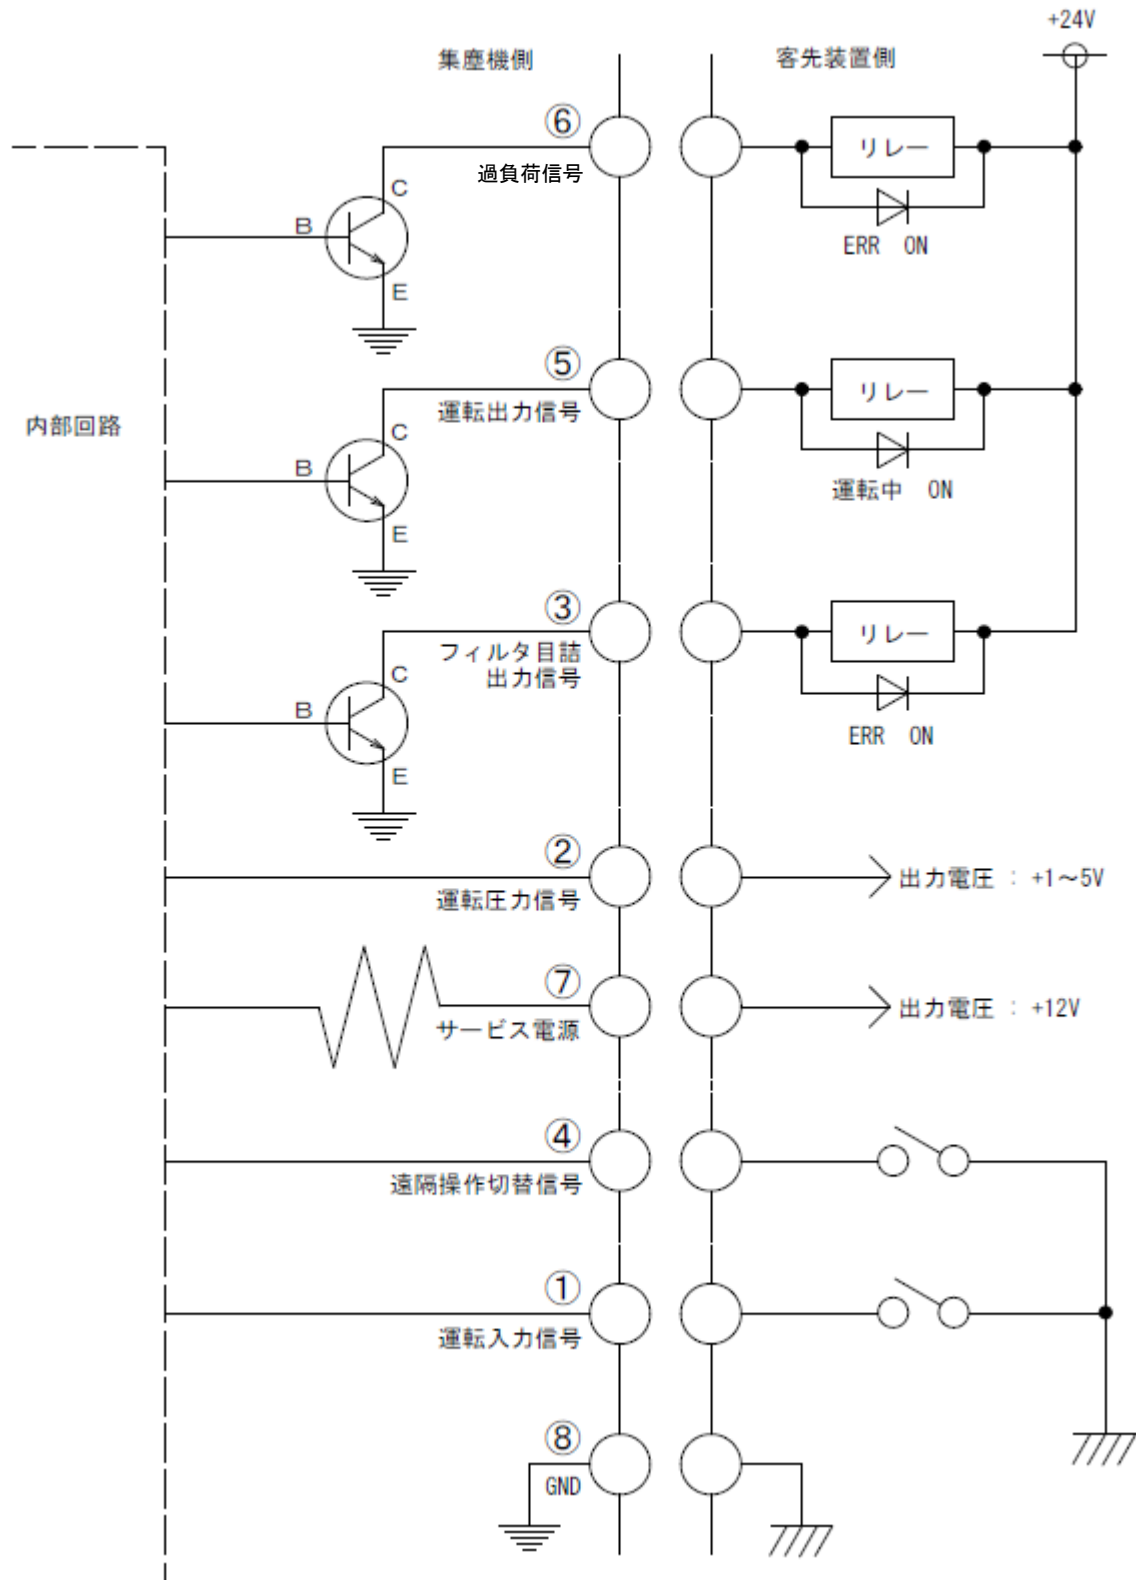 +24V
集塵機側
客先装置側
⑥
リレー
過負荷信号
C
B
ERR ON
E
⑤
リレー
運転出力信号
内部回路
C
B
運転中 ON
E
③
リレー
フィルタ目詰
出力信号
C
B
ERR ON
E
②
出力電圧 : +1～5V
運転圧力信号
⑦
出力電圧 : +12V
サービス電源
④
遠隔操作切替信号
①
運転入力信号
⑧
GND